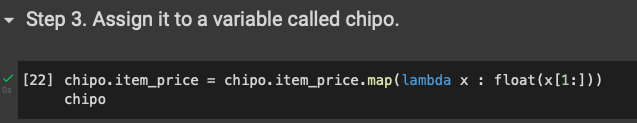 Step 3. Assign it to a variable called chipo.
[22] chipo.item_price = chipo.item_price.map(lambda x : float(x[1:]))
0s
chipo